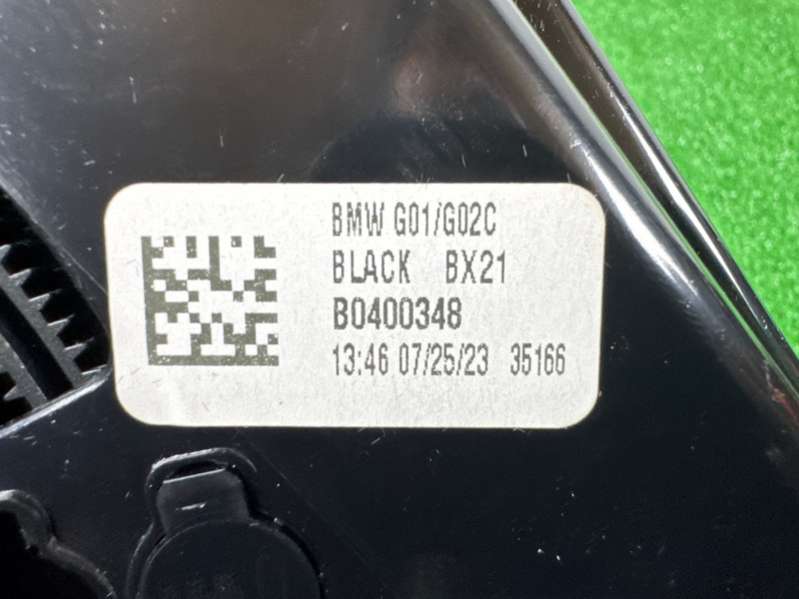 BMW G01/G02C
BLACK BX21
B0400348
13:46 07/25/23 35166